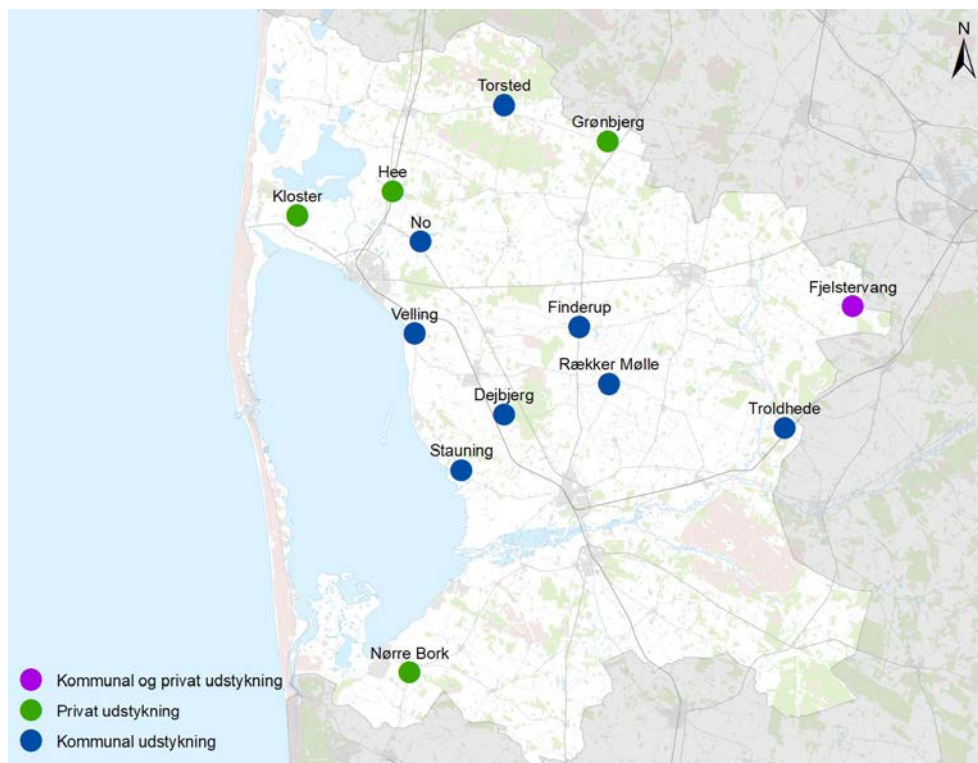 N
Torsted
Grønbjerg
Hee
Kloster
No
Fjelstervang
Velling
Finderup
Rækker Mølle
Dejbjerg
Troldhede
Stauning
Nørre Bork
Kommunal og privat udstykning
Privat udstykning
Kommunal udstykning